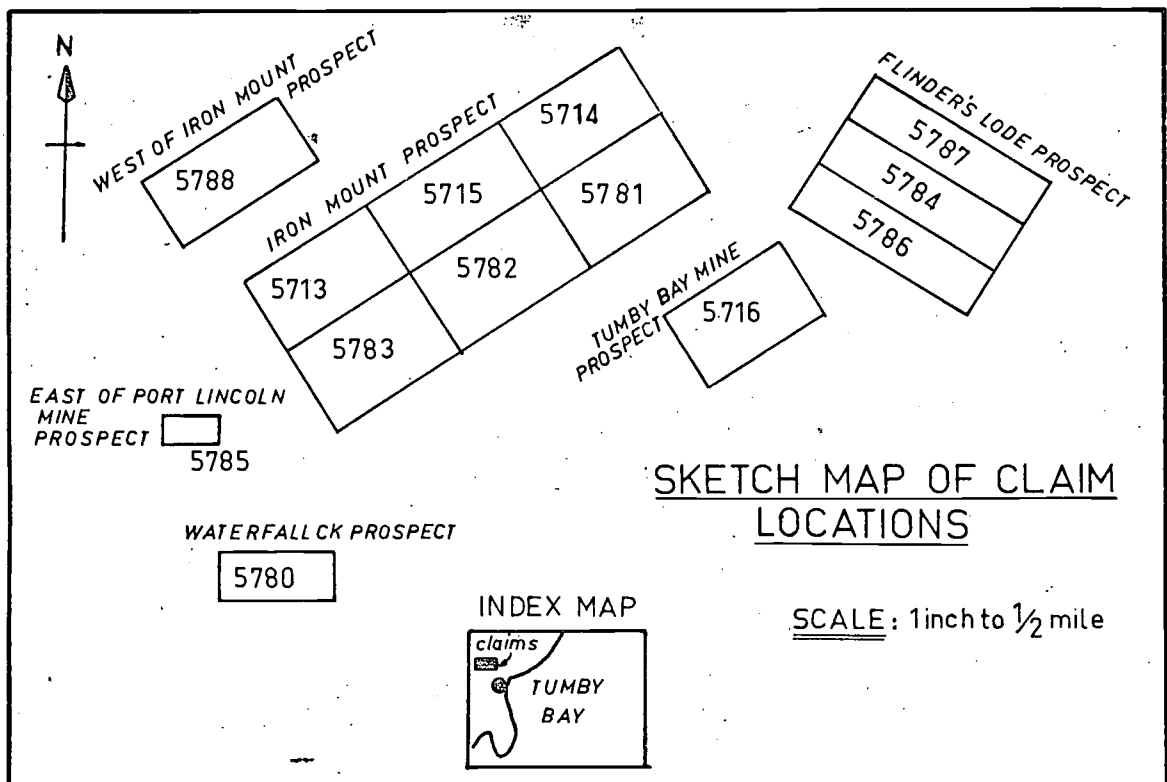 N
WEST OF IRON MOUNT
PROSPECT
5788
IRON MOUNT PROSPECT
5714
5715
5781
5713
5782
5783
FLINDER'S LODE PROSPECT
5787
5784
5786
TUMBY BAY MINE
PROSPECT
5716
EAST OF PORT LINCOLN
MINE
PROSPECT
5785
SKETCH MAP OF CLAIM
LOCATIONS
WATERFALL CK PROSPECT
5780
INDEX MAP
claims
TUMBY
BAY
SCALE: 1 inch to 1/2 mile